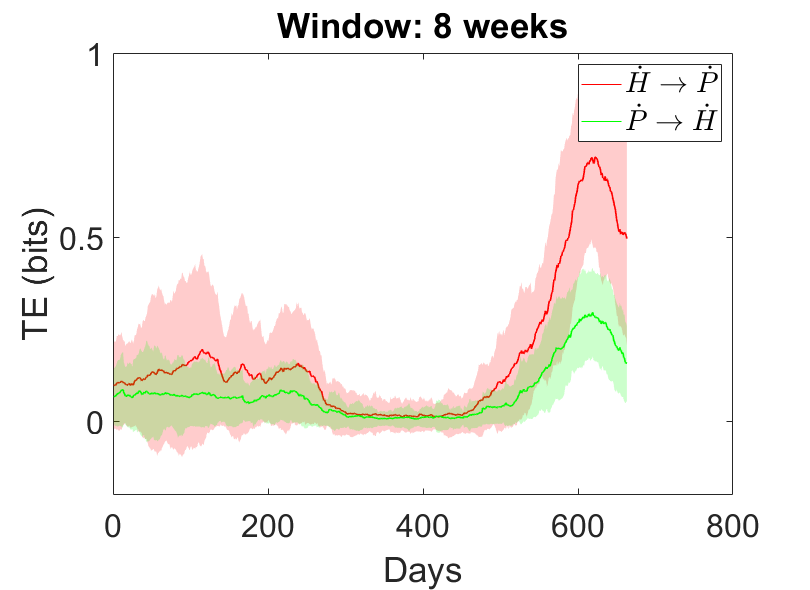 Window: 8 weeks
Ḣ → Ṗ
Ṗ → Ḣ
1
0.5
0
TE (bits)
0 200 400 600 800
Days